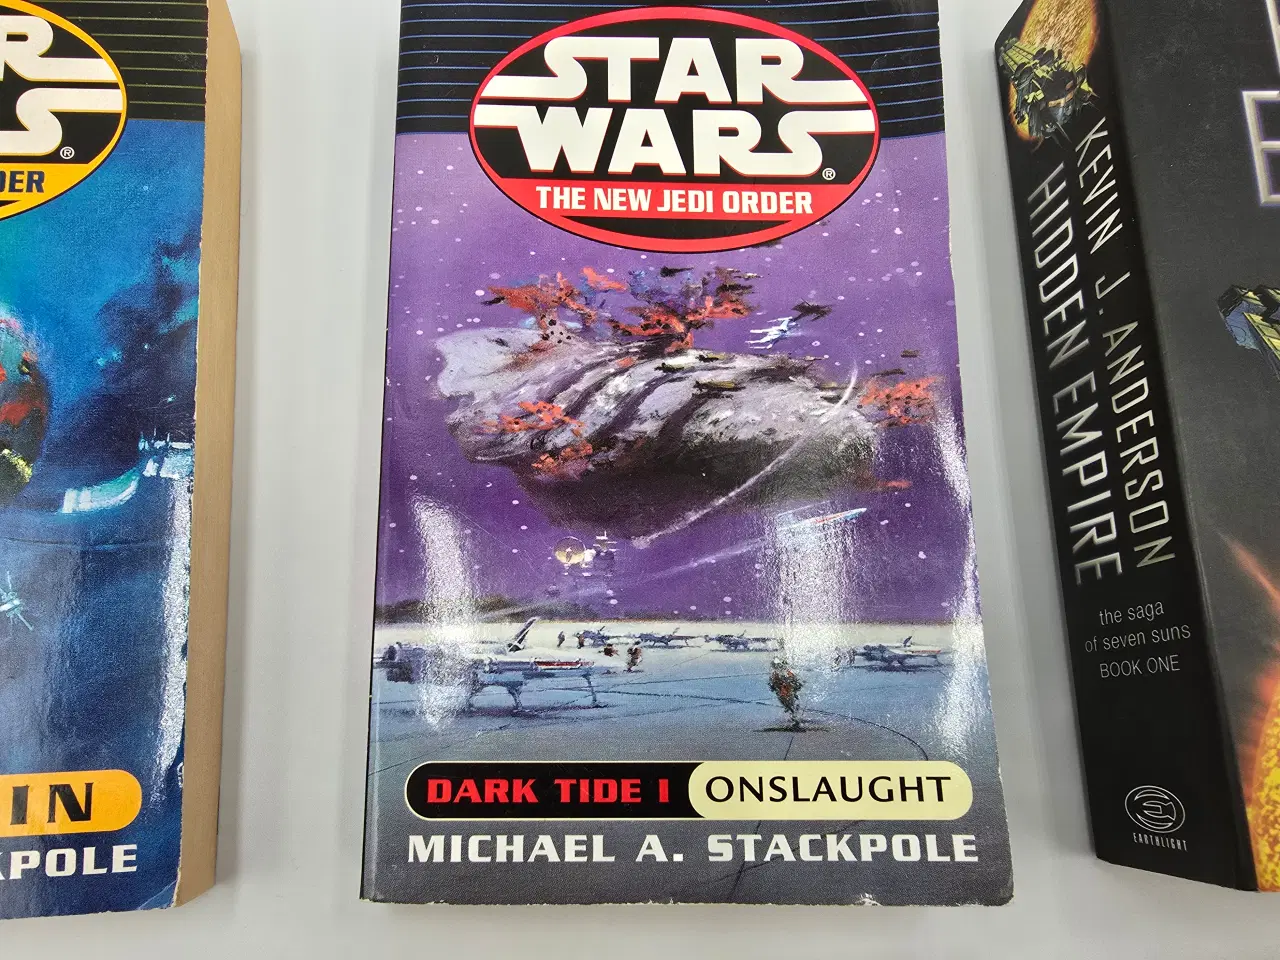 STAR
WARS®
THE NEW JEDI ORDER
DARK TIDE I ONSLAUGHT
MICHAEL A. STACKPOLE
R
S®
DER
IN
KPOLE
KEVIN J. ANDERSON
HIDDEN EMPIRE
the saga
of seven suns
BOOK ONE
EARTHLIGHT
E